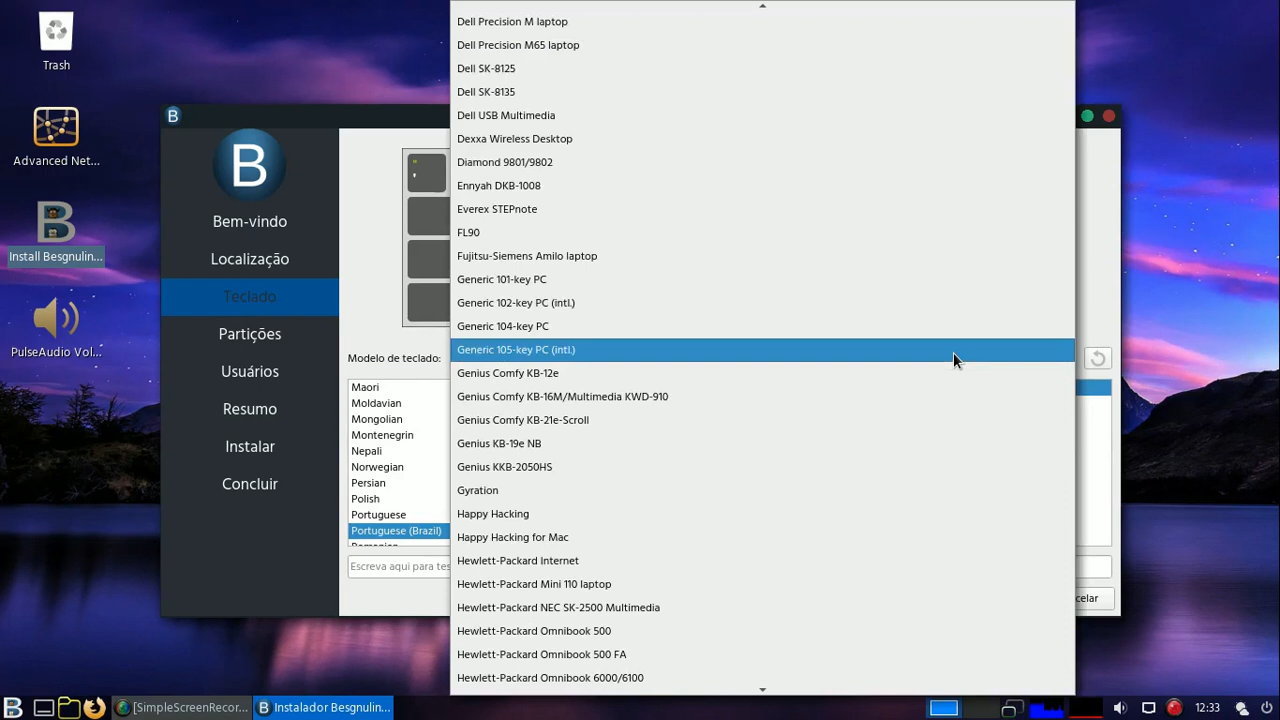 Trash
Advanced Net...
Install Besgnulin...
PulseAudio Vol...
B
B
Bem-vindo
Localização
Teclado
Partições
Usuários
Resumo
Instalar
Concluir
"
'
Modelo de teclado:
Maori
Moldavian
Mongolian
Montenegrin
Nepali
Norwegian
Persian
Polish
Portuguese
Portuguese (Brazil)
Romanian
Escreva aqui para tes
celar
Dell Precision M laptop
Dell Precision M65 laptop
Dell SK-8125
Dell SK-8135
Dell USB Multimedia
Dexxa Wireless Desktop
Diamond 9801/9802
Ennyah DKB-1008
Everex STEPnote
FL90
Fujitsu-Siemens Amilo laptop
Generic 101-key PC
Generic 102-key PC (intl.)
Generic 104-key PC
Generic 105-key PC (intl.)
Genius Comfy KB-12e
Genius Comfy KB-16M/Multimedia KWD-910
Genius Comfy KB-21e-Scroll
Genius KB-19e NB
Genius KKB-2050HS
Gyration
Happy Hacking
Happy Hacking for Mac
Hewlett-Packard Internet
Hewlett-Packard Mini 110 laptop
Hewlett-Packard NEC SK-2500 Multimedia
Hewlett-Packard Omnibook 500
Hewlett-Packard Omnibook 500 FA
Hewlett-Packard Omnibook 6000/6100
B
[SimpleScreenRecor...
B Instalador Besgnulin...
12:33